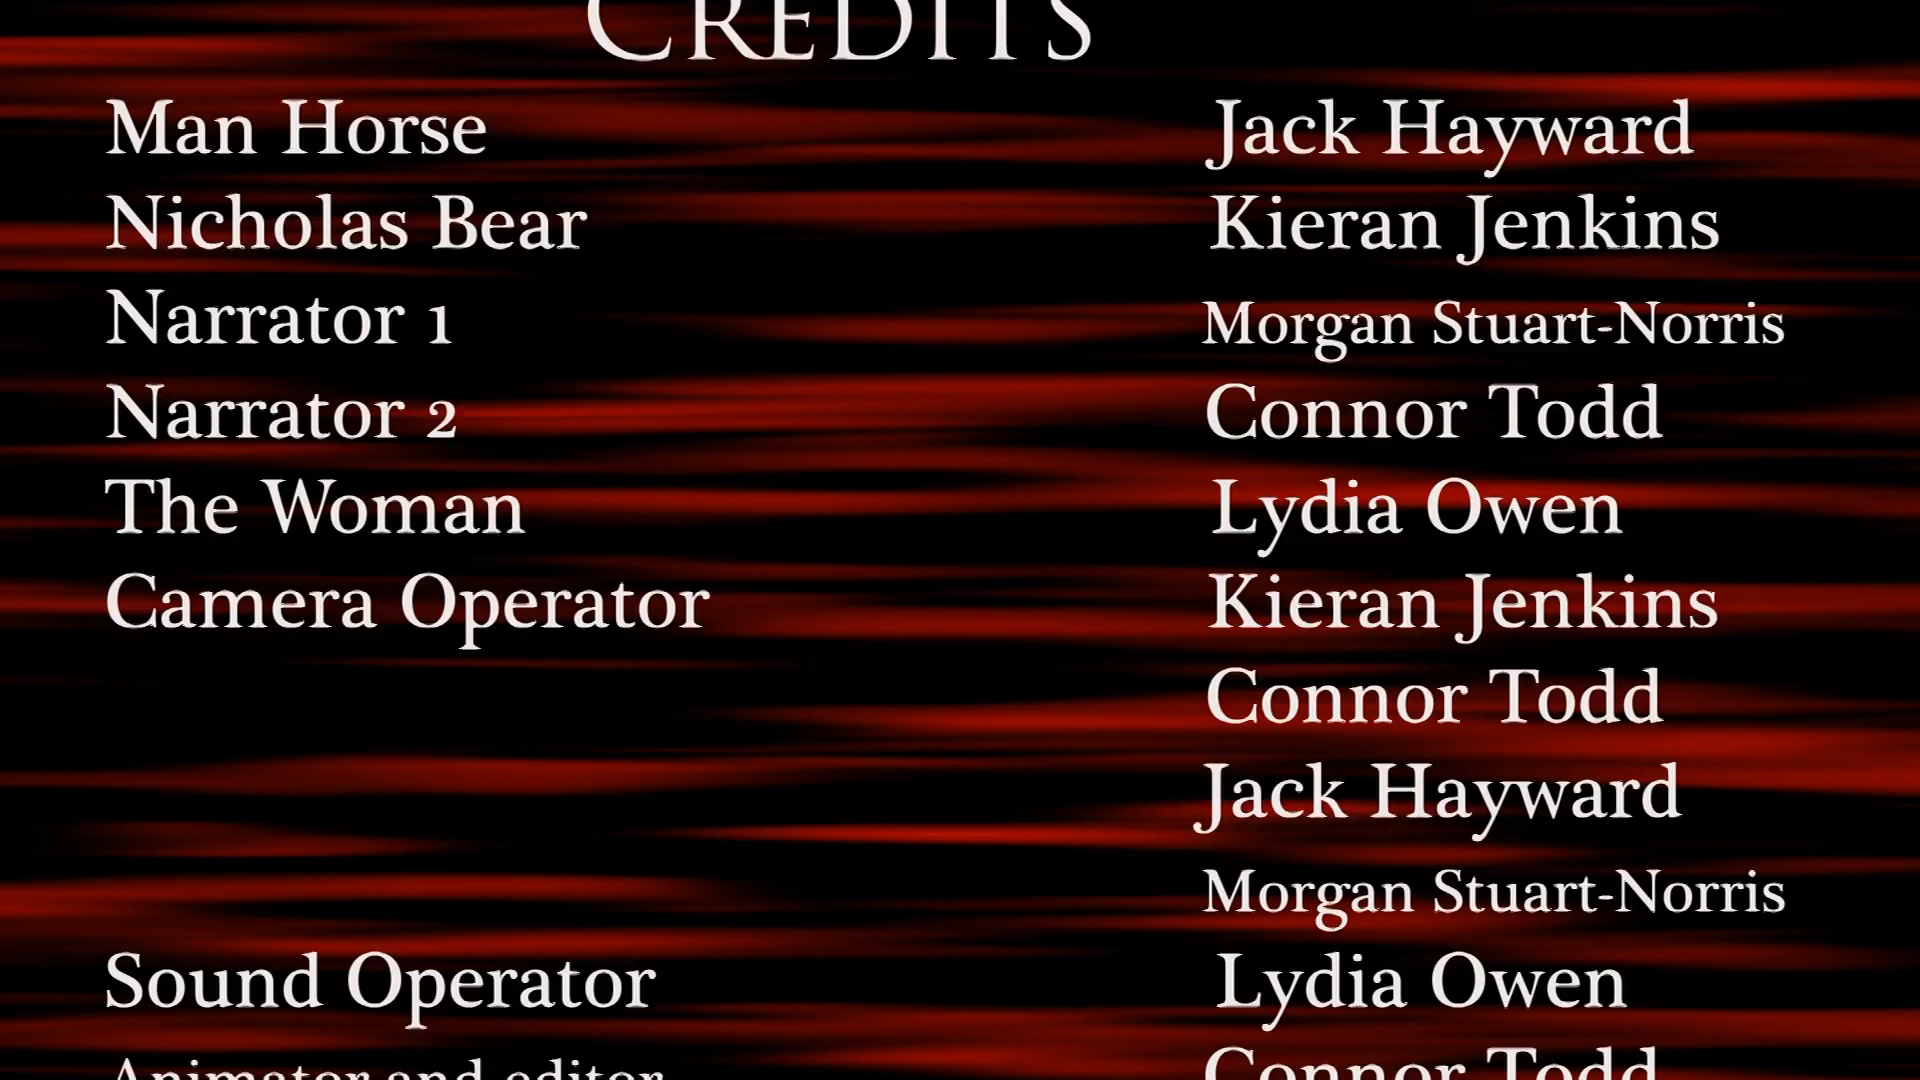 Credits
Man Horse Jack Hayward
Nicholas Bear Kieran Jenkins
Narrator 1 Morgan Stuart-Norris
Narrator 2 Connor Todd
The Woman Lydia Owen
Camera Operator Kieran Jenkins
Connor Todd
Jack Hayward
Morgan Stuart-Norris
Sound Operator Lydia Owen
Animator and editor Connor Todd